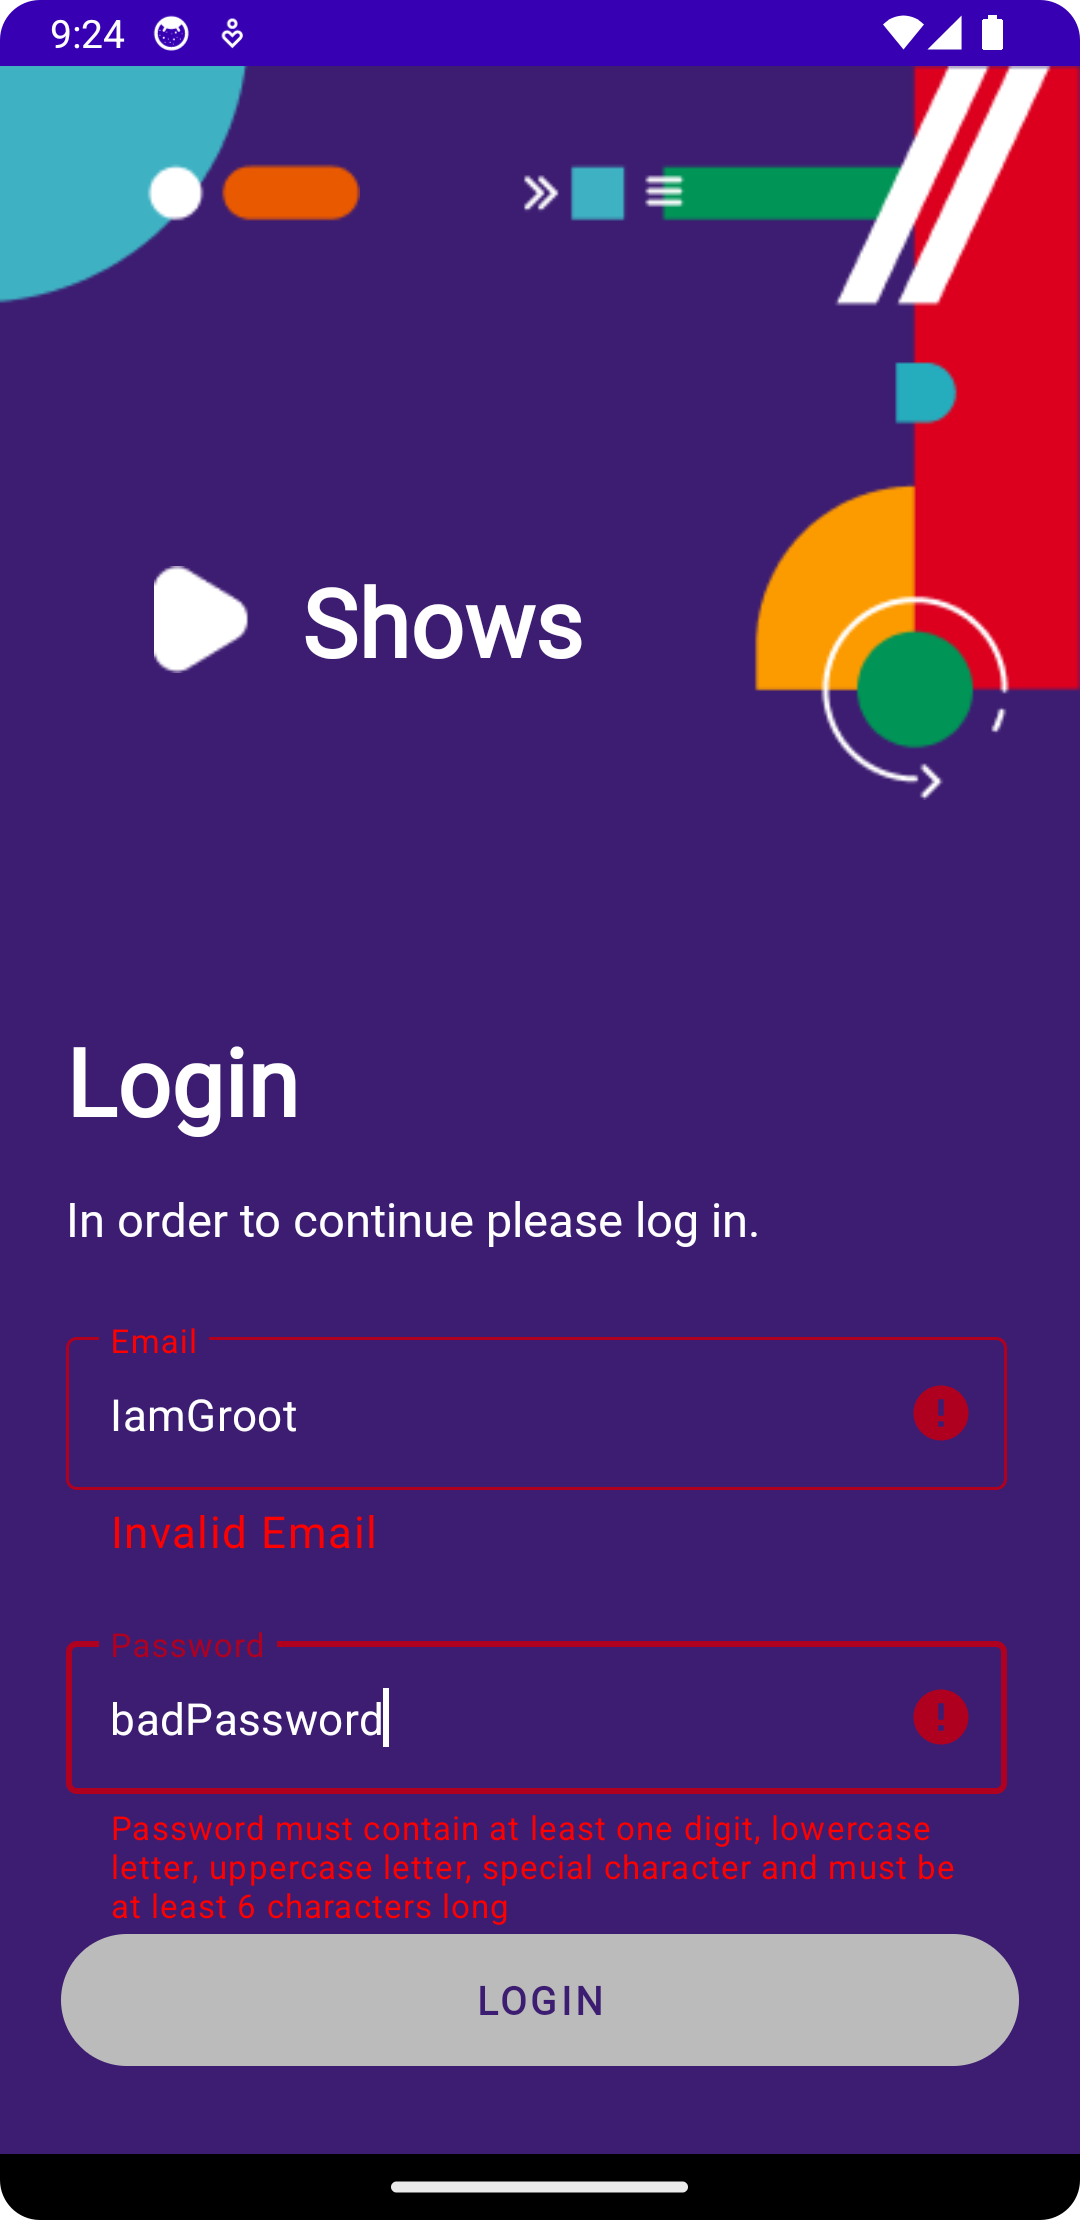 9:24
Shows
Login
In order to continue please log in.
Email
IamGroot
Invalid Email
Password
badPassword
Password must contain at least one digit, lowercase
letter, uppercase letter, special character and must be
at least 6 characters long
LOGIN